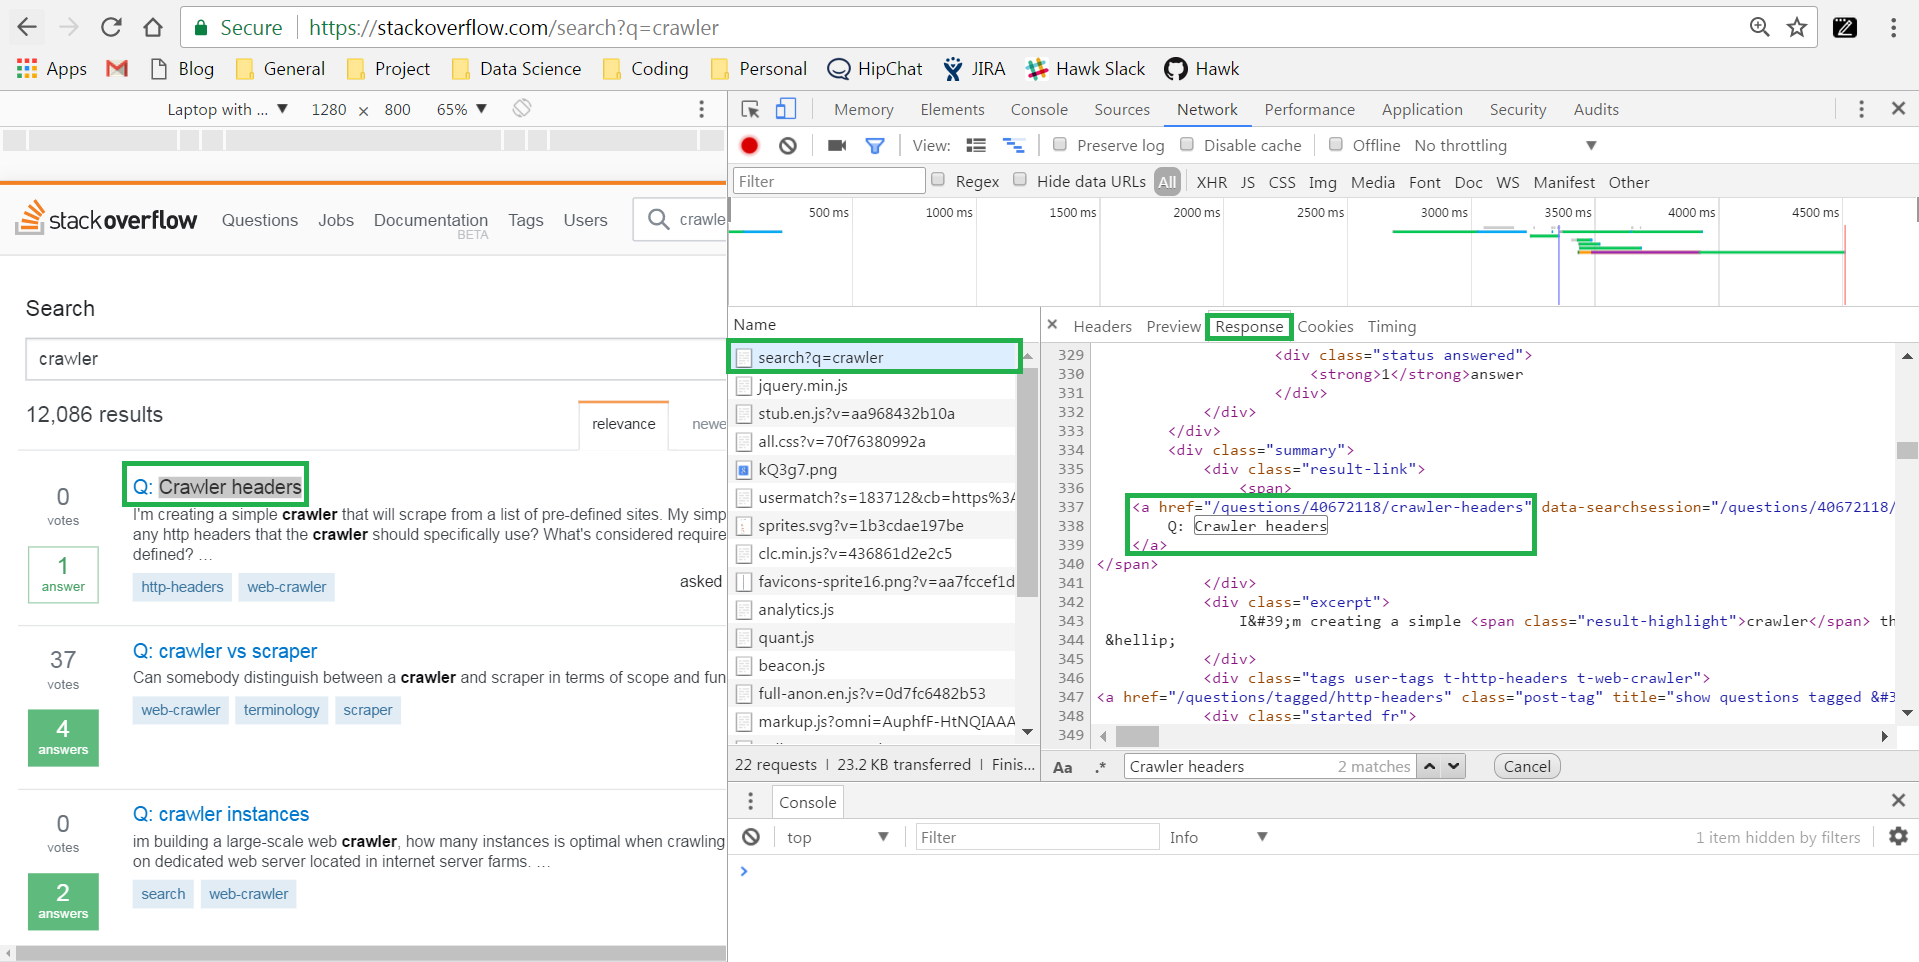 Secure https://stackoverflow.com/search?q=crawler
Apps Blog General Project Data Science Coding Personal HipChat JIRA Hawk Slack Hawk
Laptop with ... ▼ 1280 × 800 65% ▼
stackoverflow Questions Jobs Documentation BETA Tags Users crawle
Search
crawler
12,086 results
relevance newe
0
votes
1
answer
Q: Crawler headers
I'm creating a simple crawler that will scrape from a list of pre-defined sites. My simp
any http headers that the crawler should specifically use? What's considered require
defined? …
http-headers web-crawler
asked
37
votes
4
answers
Q: crawler vs scraper
Can somebody distinguish between a crawler and scraper in terms of scope and fun
web-crawler terminology scraper
0
votes
2
answers
Q: crawler instances
im building a large-scale web crawler, how many instances is optimal when crawling
on dedicated web server located in internet server farms. …
search web-crawler
Memory Elements Console Sources Network Performance Application Security Audits
View: Preserve log Disable cache Offline No throttling ▼
Filter Regex Hide data URLs All XHR JS CSS Img Media Font Doc WS Manifest Other
500 ms 1000 ms 1500 ms 2000 ms 2500 ms 3000 ms 3500 ms 4000 ms 4500 ms
Name
search?q=crawler
jquery.min.js
stub.en.js?v=aa968432b10a
all.css?v=70f76380992a
kQ3g7.png
usermatch?s=183712&cb=https%3A
sprites.svg?v=1b3cdae197be
clc.min.js?v=436861d2e2c5
favicons-sprite16.png?v=aa7fccef1d
analytics.js
quant.js
beacon.js
full-anon.en.js?v=0d7fc6482b53
markup.js?omni=AuphfF-HtNQIAAA
22 requests | 23.2 KB transferred | Finis...
× Headers Preview Response Cookies Timing
329 <div class="status answered">
330 <strong>1</strong>answer
331 </div>
332 </div>
333 </div>
334 <div class="summary">
335 <div class="result-link">
336 <span>
337 <a href="/questions/40672118/crawler-headers" data-searchsession="/questions/40672118/
338 Q: Crawler headers
339 </a>
340 </span>
341 </div>
342 <div class="excerpt">
343 I&#39;m creating a simple <span class="result-highlight">crawler</span> th
344 &hellip;
345 </div>
346 <div class="tags user-tags t-http-headers t-web-crawler">
347 <a href="/questions/tagged/http-headers" class="post-tag" title="show questions tagged &#3
348 <div class="started fr">
349
Aa .* Crawler headers 2 matches Cancel
Console
top ▼ Filter Info ▼ 1 item hidden by filters